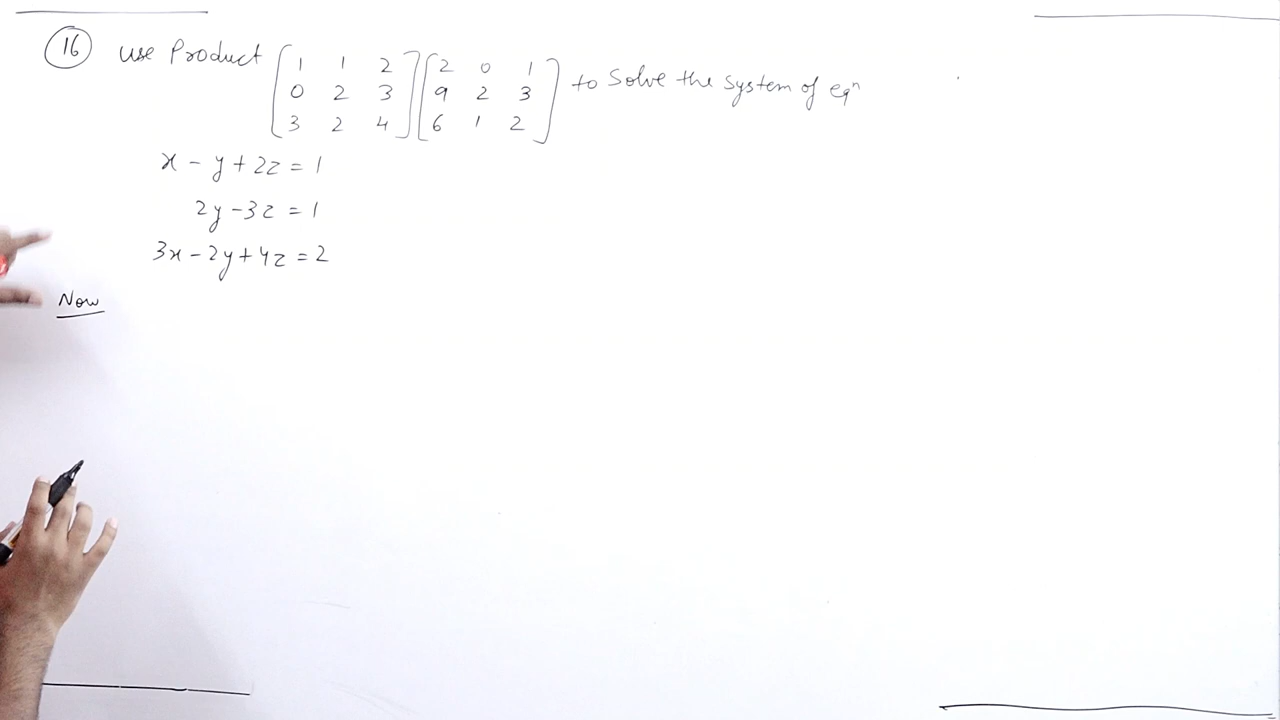 16 Use Product [1 1 2 0 2 3 3 2 4] [2 0 1 9 2 3 6 1 2] to Solve the System of eqⁿ
x - y + 2z = 1
2y - 3z = 1
3x - 2y + 4z = 2
Now